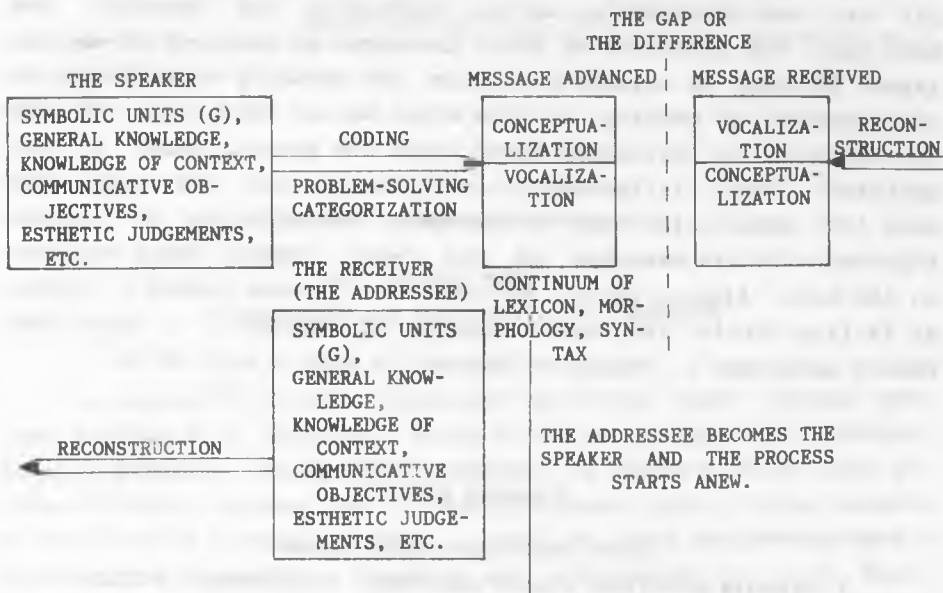 THE GAP OR
THE DIFFERENCE
THE SPEAKER
SYMBOLIC UNITS (G),
GENERAL KNOWLEDGE,
KNOWLEDGE OF CONTEXT,
COMMUNICATIVE OB-
JECTIVES,
ESTHETIC JUDGEMENTS,
ETC.
CODING
PROBLEM-SOLVING
CATEGORIZATION
MESSAGE ADVANCED
CONCEPTUA-
LIZATION
VOCALIZA-
TION
MESSAGE RECEIVED
VOCALIZA-
TION
CONCEPTUA-
LIZATION
RECON-
STRUCTION
CONTINUUM OF
LEXICON, MOR-
PHOLOGY, SYN-
TAX
THE RECEIVER
(THE ADDRESSEE)
SYMBOLIC UNITS
(G),
GENERAL KNOW-
LEDGE,
KNOWLEDGE OF
CONTEXT,
COMMUNICATIVE
OBJECTIVES,
ESTHETIC JUDGE-
MENTS, ETC.
RECONSTRUCTION
THE ADDRESSEE BECOMES THE
SPEAKER AND THE PROCESS
STARTS ANEW.